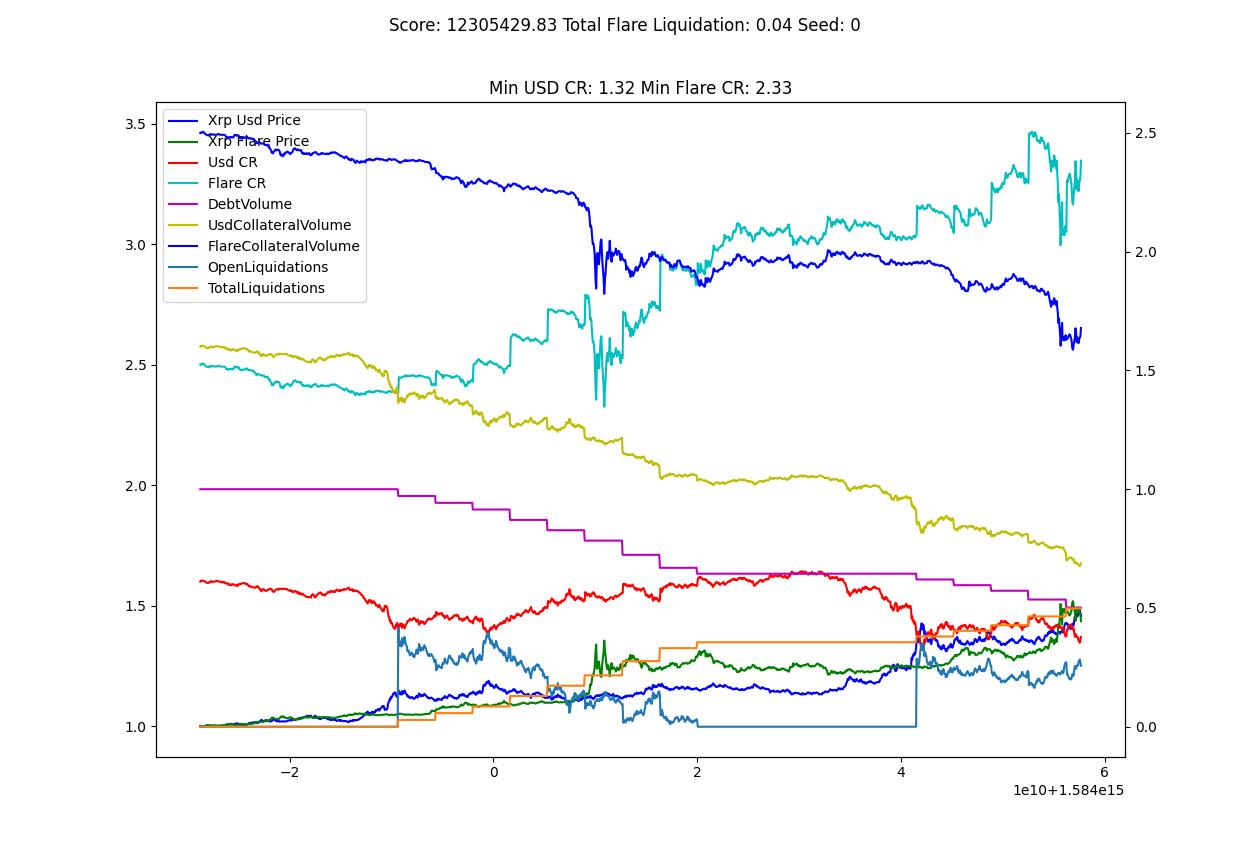 Score: 12305429.83 Total Flare Liquidation: 0.04 Seed: 0
Min USD CR: 1.32 Min Flare CR: 2.33
Xrp Usd Price
Xrp Flare Price
Usd CR
Flare CR
DebtVolume
UsdCollateralVolume
FlareCollateralVolume
OpenLiquidations
TotalLiquidations
3.5
3.0
2.5
2.0
1.5
1.0
2.5
2.0
1.5
1.0
0.5
0.0
−2 0 2 4 6
1e10+1.584e15